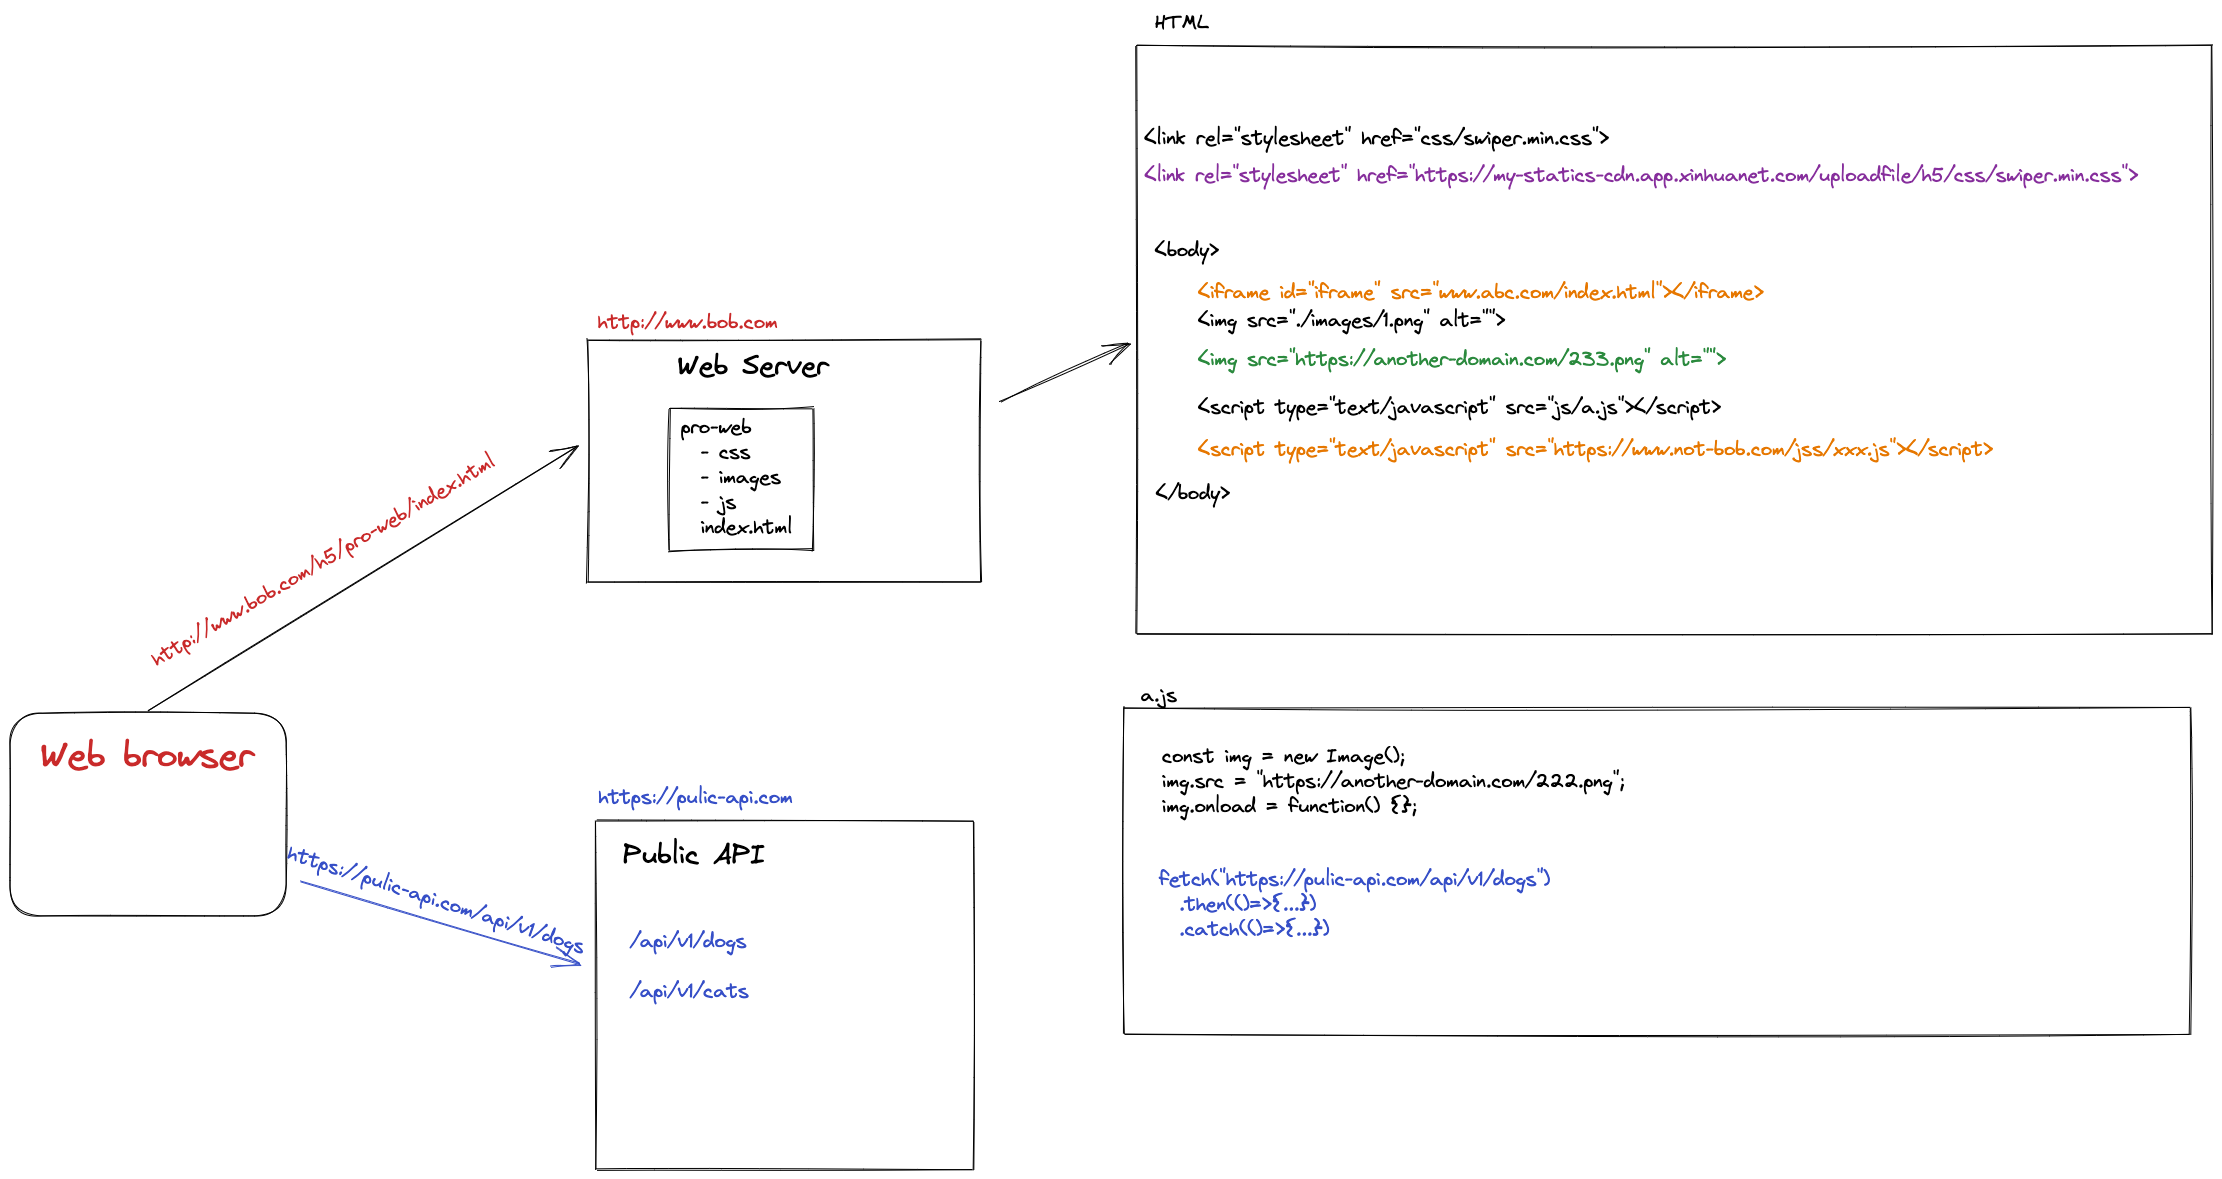 HTML
<link rel="stylesheet" href="css/swiper.min.css">
<link rel="stylesheet" href="https://my-statics-cdn.app.xinhuanet.com/uploadfile/h5/css/swiper.min.css">
<body>
<iframe id="iframe" src="www.abc.com/index.html"></iframe>
<img src="./images/1.png" alt="">
<img src="https://another-domain.com/233.png" alt="">
<script type="text/javascript" src="js/a.js"></script>
<script type="text/javascript" src="https://www.not-bob.com/jss/xxx.js"></script>
</body>
http://www.bob.com
Web Server
pro-web
- css
- images
- js
index.html
http://www.bob.com/h5/pro-web/index.html
Web browser
https://pulic-api.com/api/v1/dogs
https://pulic-api.com
Public API
/api/v1/dogs
/api/v1/cats
a.js
const img = new Image();
img.src = "https://another-domain.com/222.png";
img.onload = function() {};
fetch("https://pulic-api.com/api/v1/dogs")
.then(()=>{...})
.catch(()=>{...})